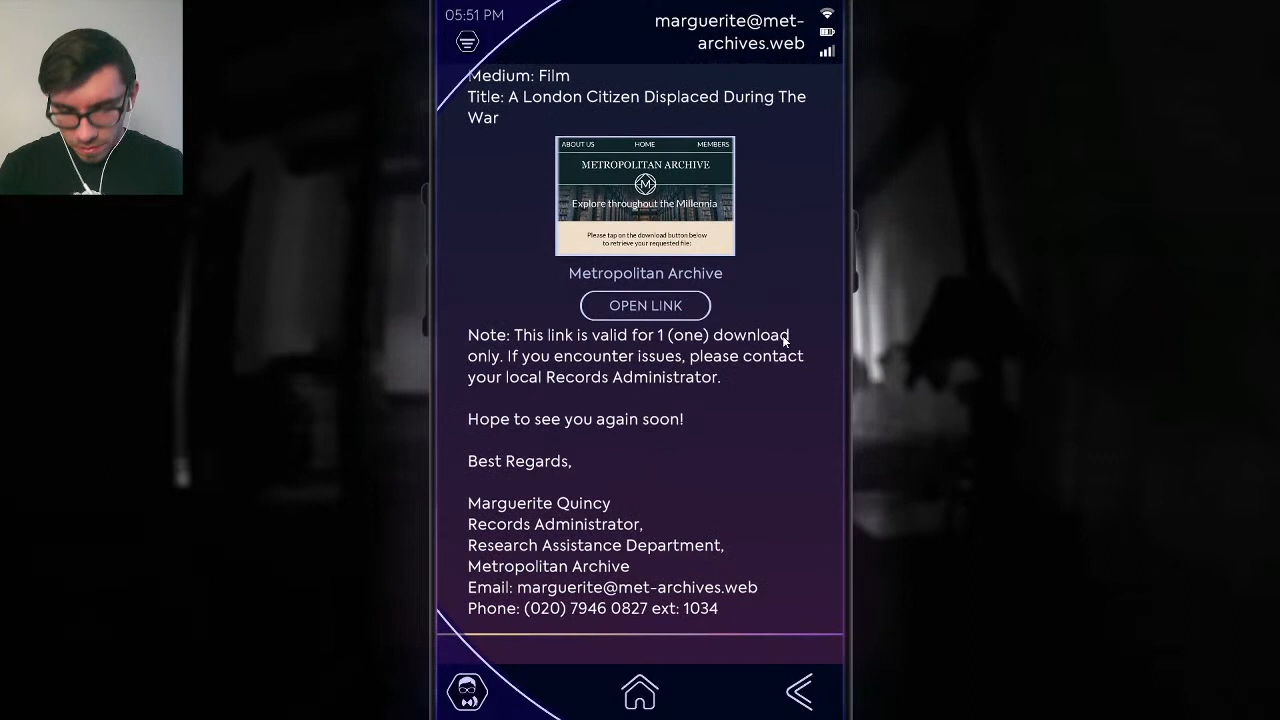 05:51 PM
marguerite@met-
archives.web
Medium: Film
Title: A London Citizen Displaced During The
War
ABOUT US HOME MEMBERS
METROPOLITAN ARCHIVE
M
Explore throughout the Millennia
Please tap on the download button below
to retrieve your requested file:
Metropolitan Archive
OPEN LINK
Note: This link is valid for 1 (one) download
only. If you encounter issues, please contact
your local Records Administrator.
Hope to see you again soon!
Best Regards,
Marguerite Quincy
Records Administrator,
Research Assistance Department,
Metropolitan Archive
Email: marguerite@met-archives.web
Phone: (020) 7946 0827 ext: 1034